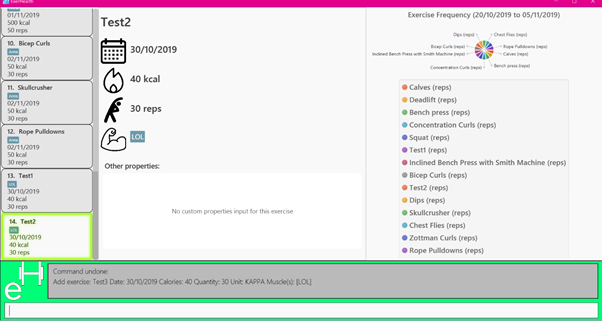 ExerHealth
01/11/2019
500 kcal
50 reps
10. Bicep Curls
Arms
02/11/2019
50 kcal
30 reps
11. Skullcrusher
Arms
02/11/2019
50 kcal
30 reps
12. Rope Pulldowns
Arms
02/11/2019
50 kcal
30 reps
13. Test1
LOL
30/10/2019
40 kcal
30 reps
14. Test2
LOL
30/10/2019
40 kcal
30 reps
Test2
30/10/2019
40 kcal
30 reps
LOL
Other properties:
No custom properties input for this exercise
Exercise Frequency (20/10/2019 to 05/11/2019)
Dips (reps)
Chest Flies (reps)
Bicep Curls (reps)
Rope Pulldowns (reps)
Inclined Bench Press with Smith Machine (reps)
Calves (reps)
Concentration Curls (reps)
Bench press (reps)
Calves (reps)
Deadlift (reps)
Bench press (reps)
Concentration Curls (reps)
Squat (reps)
Test1 (reps)
Inclined Bench Press with Smith Machine (reps)
Bicep Curls (reps)
Test2 (reps)
Dips (reps)
Skullcrusher (reps)
Chest Flies (reps)
Zottman Curls (reps)
Rope Pulldowns (reps)
eH
Command undone:
Add exercise: Test3 Date: 30/10/2019 Calories: 40 Quantity: 30 Unit: KAPPA Muscle(s): [LOL]